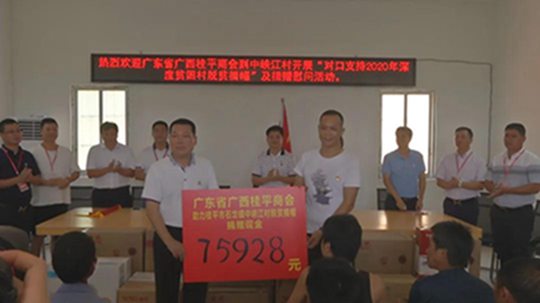 热烈欢迎广东省广西桂平商会到中峡江村开展“对口支持2020年深
度贫困村脱贫摘帽”及捐赠慰问活动。
广东省广西桂平商会
助力桂平市石龙镇中峡江村脱贫摘帽
捐赠现金
75928元